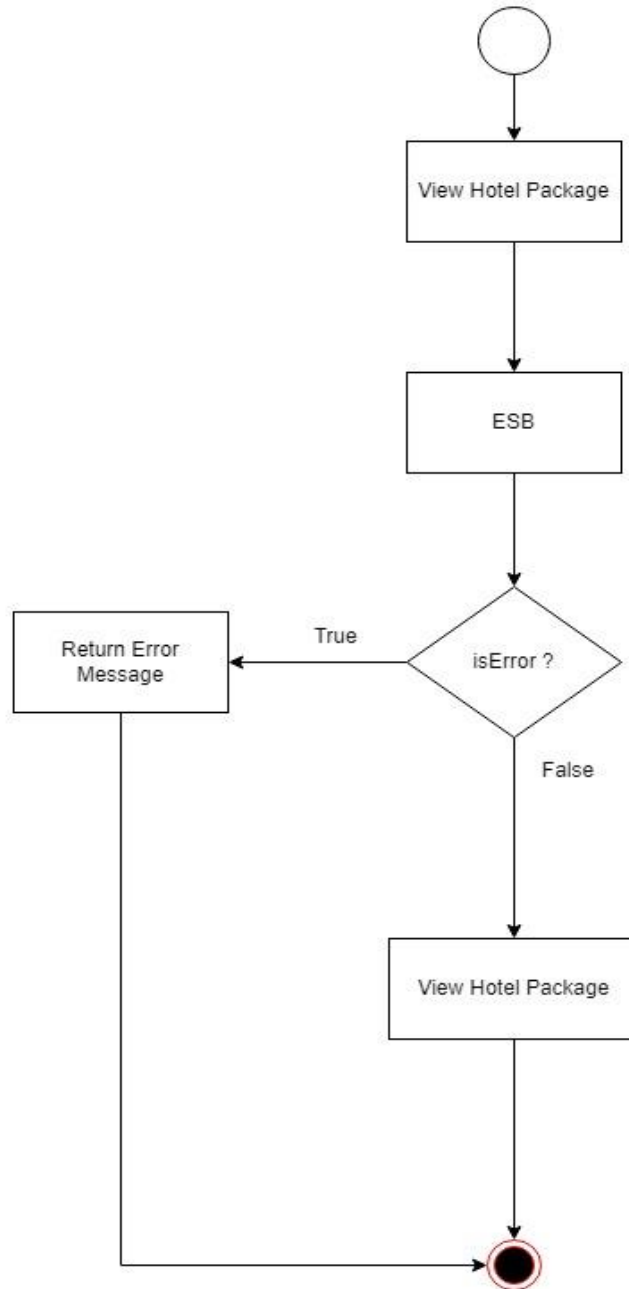 View Hotel Package
ESB
isError ?
True
Return Error
Message
False
View Hotel Package